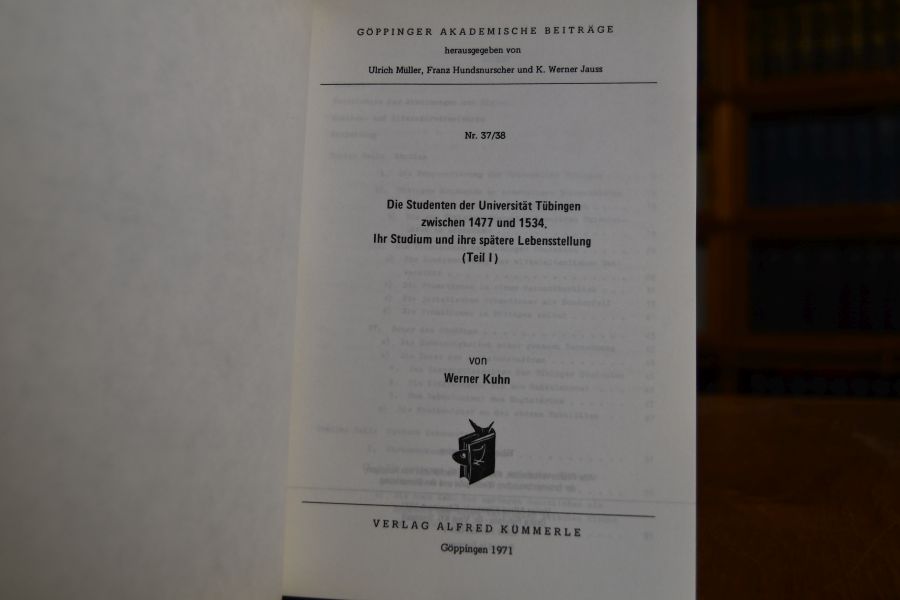 GÖPPINGER AKADEMISCHE BEITRÄGE
herausgegeben von
Ulrich Müller, Franz Hundsnurscher und K. Werner Jauss
Nr. 37/38
Die Studenten der Universität Tübingen
zwischen 1477 und 1534.
Ihr Studium und ihre spätere Lebensstellung
(Teil I)
von
Werner Kuhn
VERLAG ALFRED KÜMMERLE
Göppingen 1971